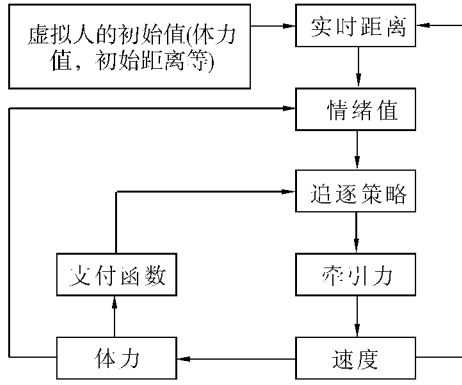 虚拟人的初始值(体力
值，初始距离等)
实时距离
情绪值
追逐策略
支付函数
牵引力
体力
速度